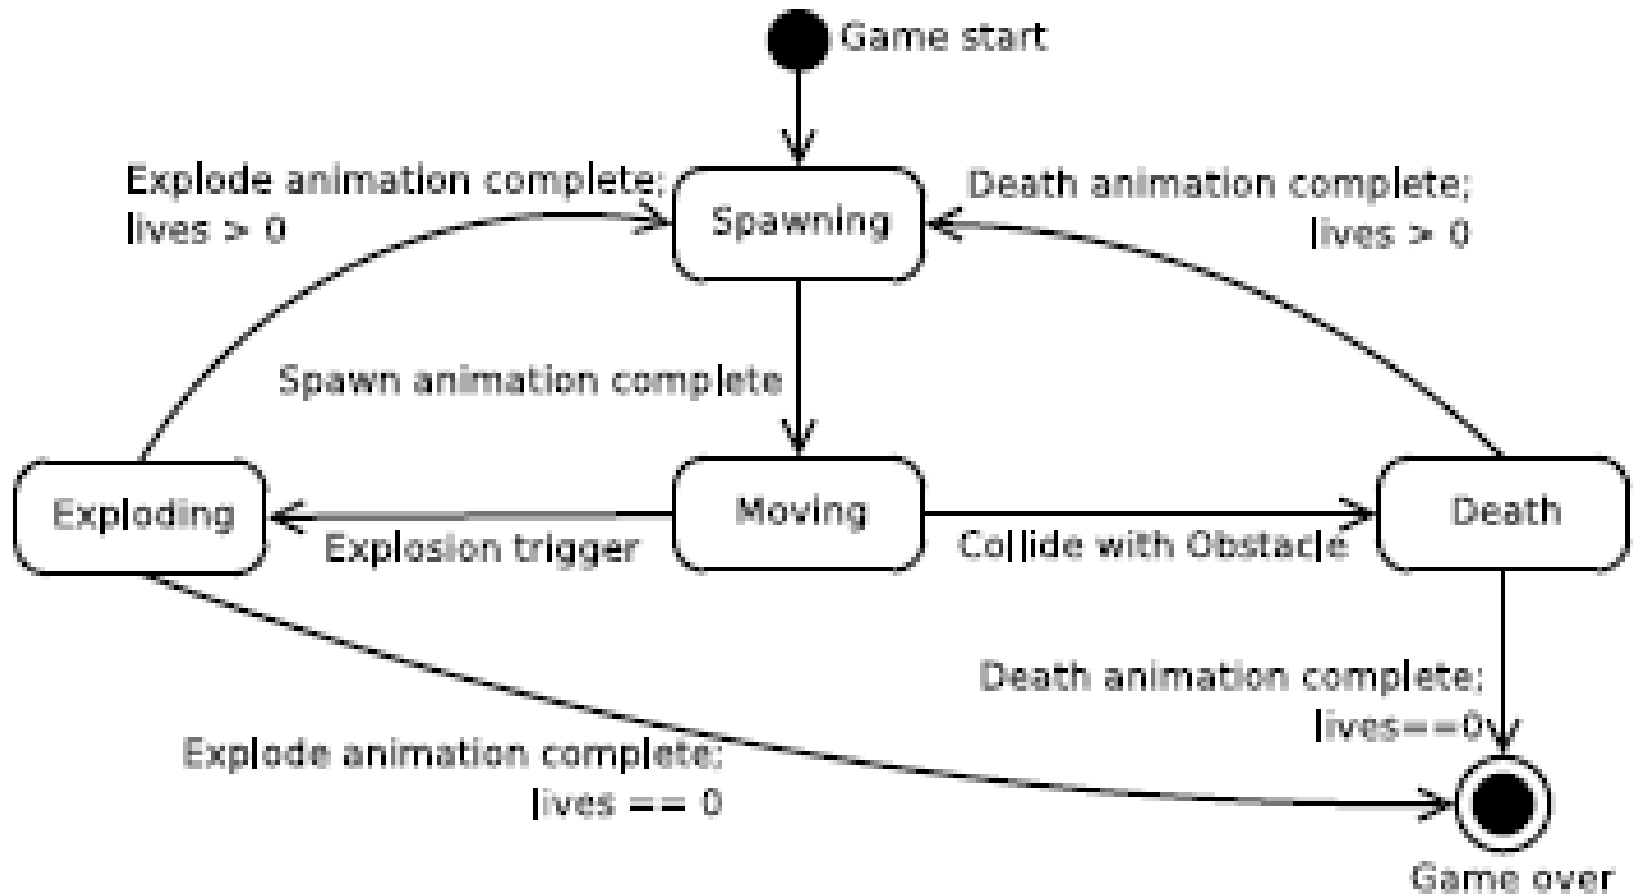 Game start
Explode animation complete;
lives > 0
Death animation complete;
lives > 0
Spawning
Spawn animation complete
Exploding
Moving
Death
Explosion trigger
Collide with Obstacle
Death animation complete;
lives==0
Explode animation complete;
lives == 0
Game over